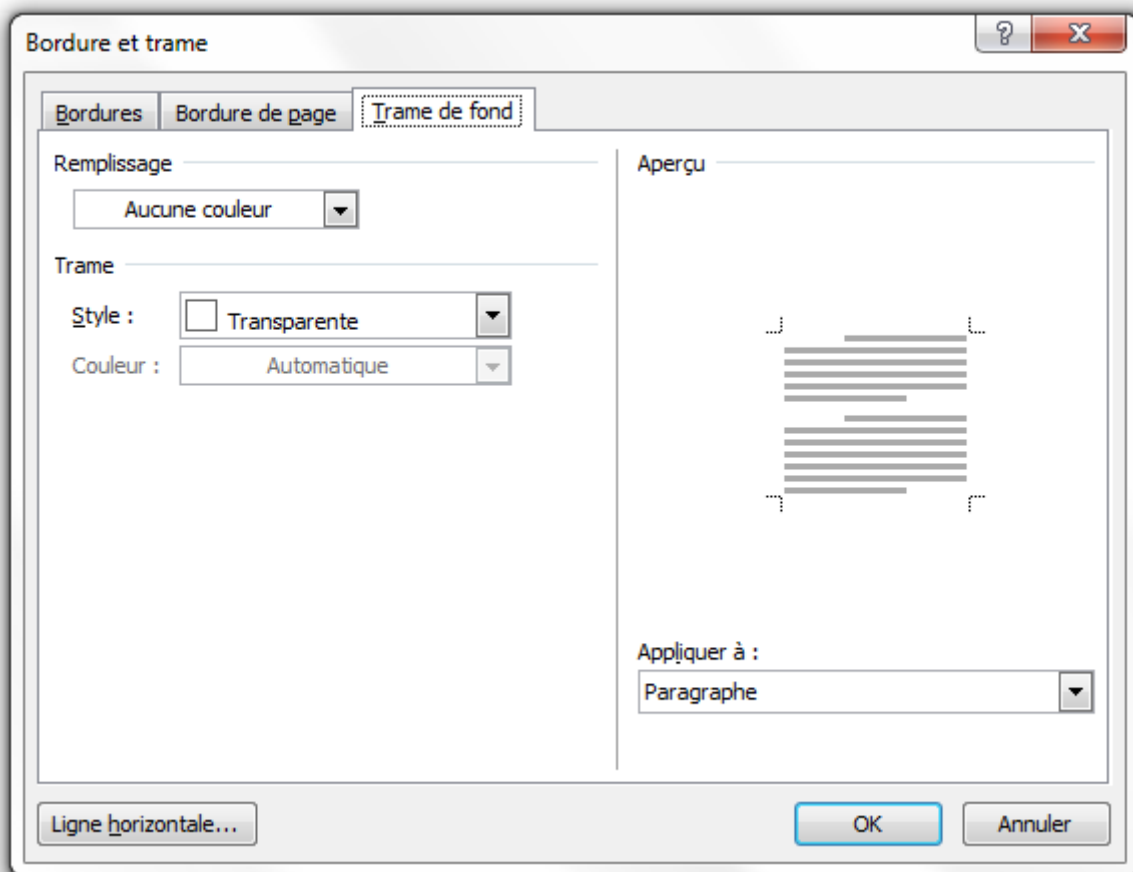 Bordure et trame
Bordures
Bordure de page
Trame de fond
Remplissage
Aucune couleur
Trame
Style :
Transparente
Couleur :
Automatique
Aperçu
Appliquer à :
Paragraphe
Ligne horizontale...
OK
Annuler